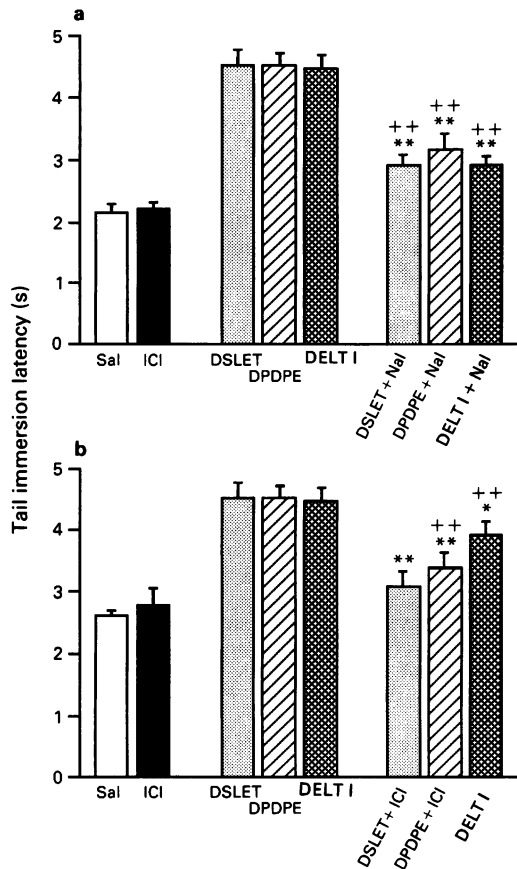 a
5
4
3
2
1
0
++
**
++
**
++
**
Sal
ICI
DSLET
DPDPE
DELT I
DSLET + Nal
DPDPE + Nal
DELT I + Nal
Tail immersion latency (s)
b
5
4
3
2
1
0
**
++
**
++
*
Sal
ICI
DSLET
DPDPE
DELT I
DSLET + ICI
DPDPE + ICI
DELT I